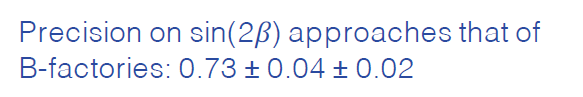 Precision on sin(2β) approaches that of
B-factories: 0.73 ± 0.04 ± 0.02